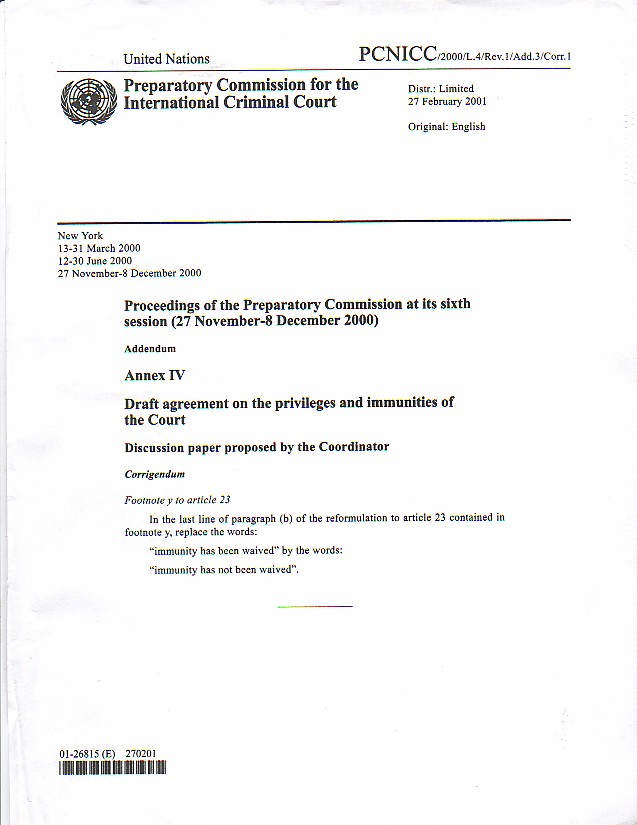 United Nations
PCNICC/2000/L.4/Rev.1/Add.3/Corr.1
Preparatory Commission for the
International Criminal Court
Distr.: Limited
27 February 2001
Original: English
New York
13-31 March 2000
12-30 June 2000
27 November-8 December 2000
Proceedings of the Preparatory Commission at its sixth
session (27 November-8 December 2000)
Addendum
Annex IV
Draft agreement on the privileges and immunities of
the Court
Discussion paper proposed by the Coordinator
Corrigendum
Footnote y to article 23
In the last line of paragraph (b) of the reformulation to article 23 contained in
footnote y, replace the words:
“immunity has been waived” by the words:
“immunity has not been waived”.
01-26815 (E) 270201